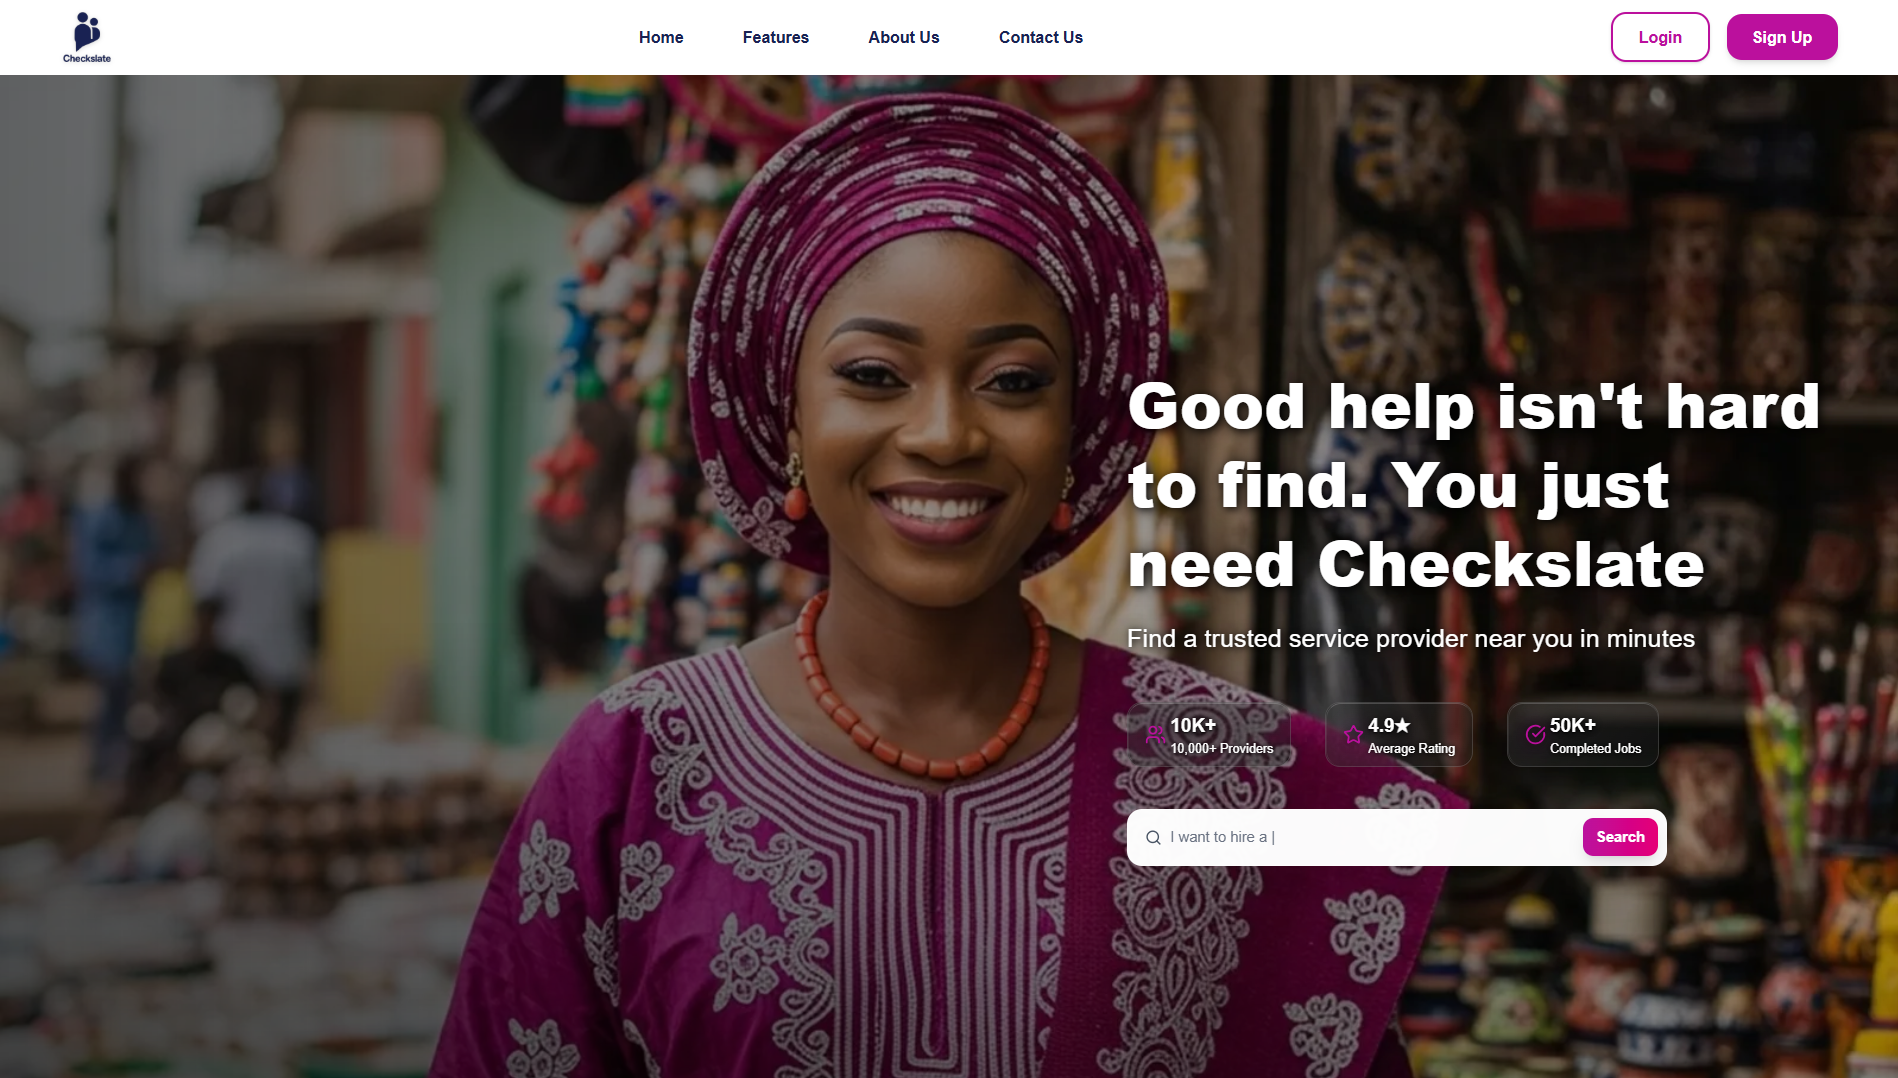 Checkslate
Home
Features
About Us
Contact Us
Login
Sign Up
Good help isn't hard
to find. You just
need Checkslate
Find a trusted service provider near you in minutes
10K+
10,000+ Providers
4.9★
Average Rating
50K+
Completed Jobs
I want to hire a |
Search